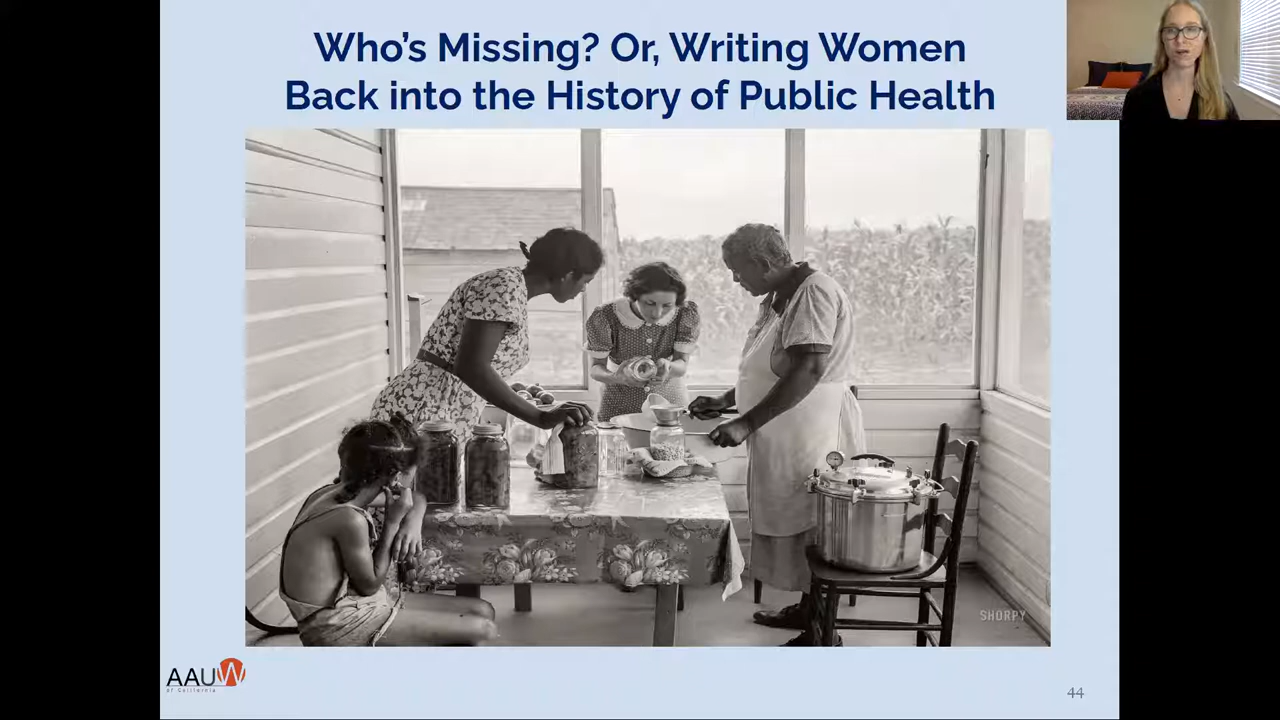 Who's Missing? Or, Writing Women
Back into the History of Public Health
SHORPY
AAUW
of California
44